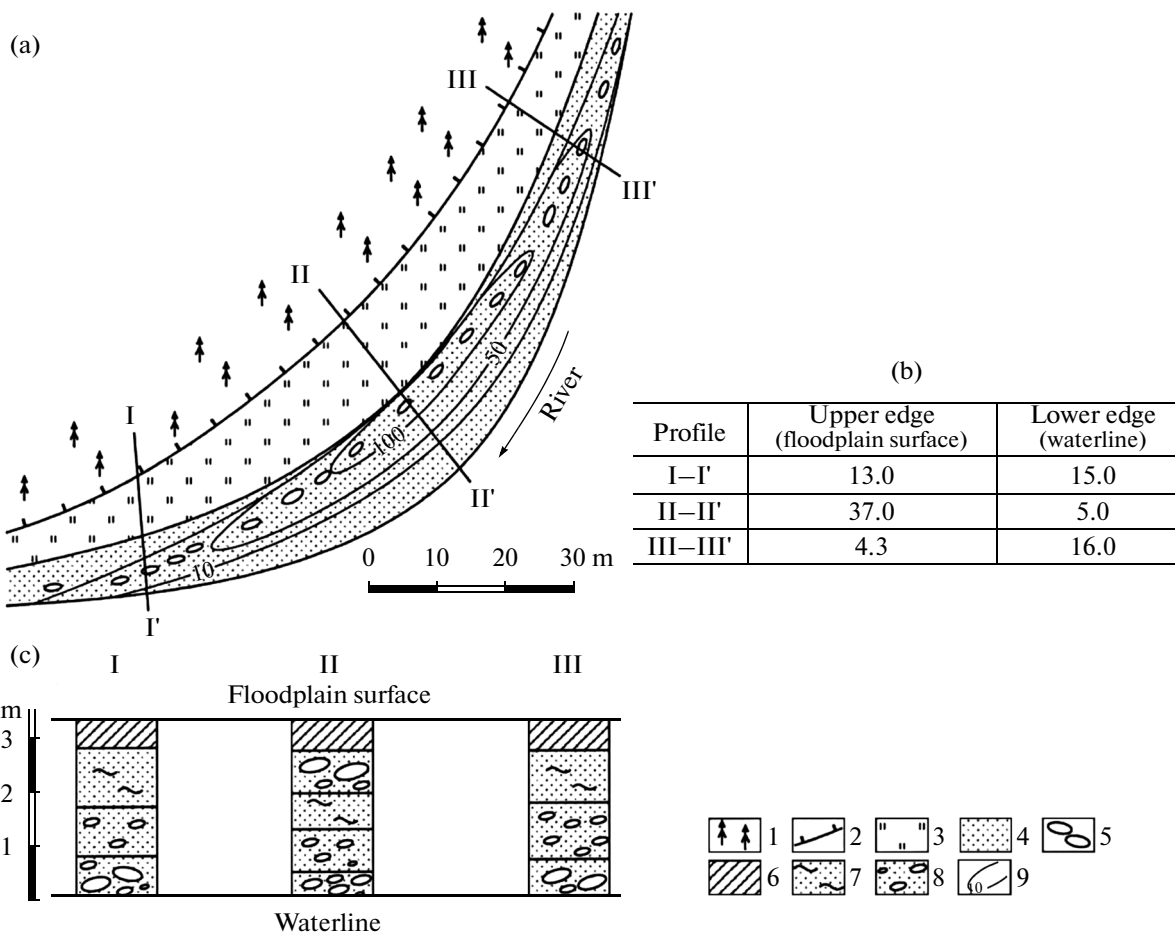 (a)
III
III'
II
50
River
(b)
Profile Upper edge (floodplain surface) Lower edge (waterline)
I–I' 13.0 15.0
II–II' 37.0 5.0
III–III' 4.3 16.0
I
100
II'
10
0 10 20 30 m
I'
(c)
I II III
Floodplain surface
m
3
2
1
Waterline
1 2 3 4 5
6 7 8 10 9